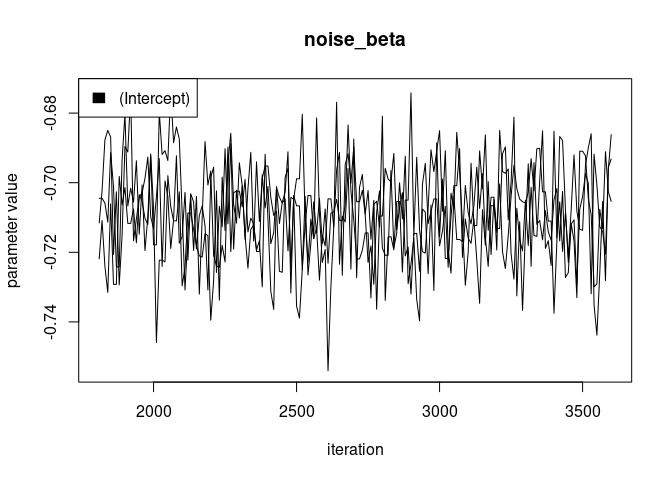 noise_beta
(Intercept)
-0.68
-0.70
-0.72
-0.74
parameter value
2000 2500 3000 3500
iteration